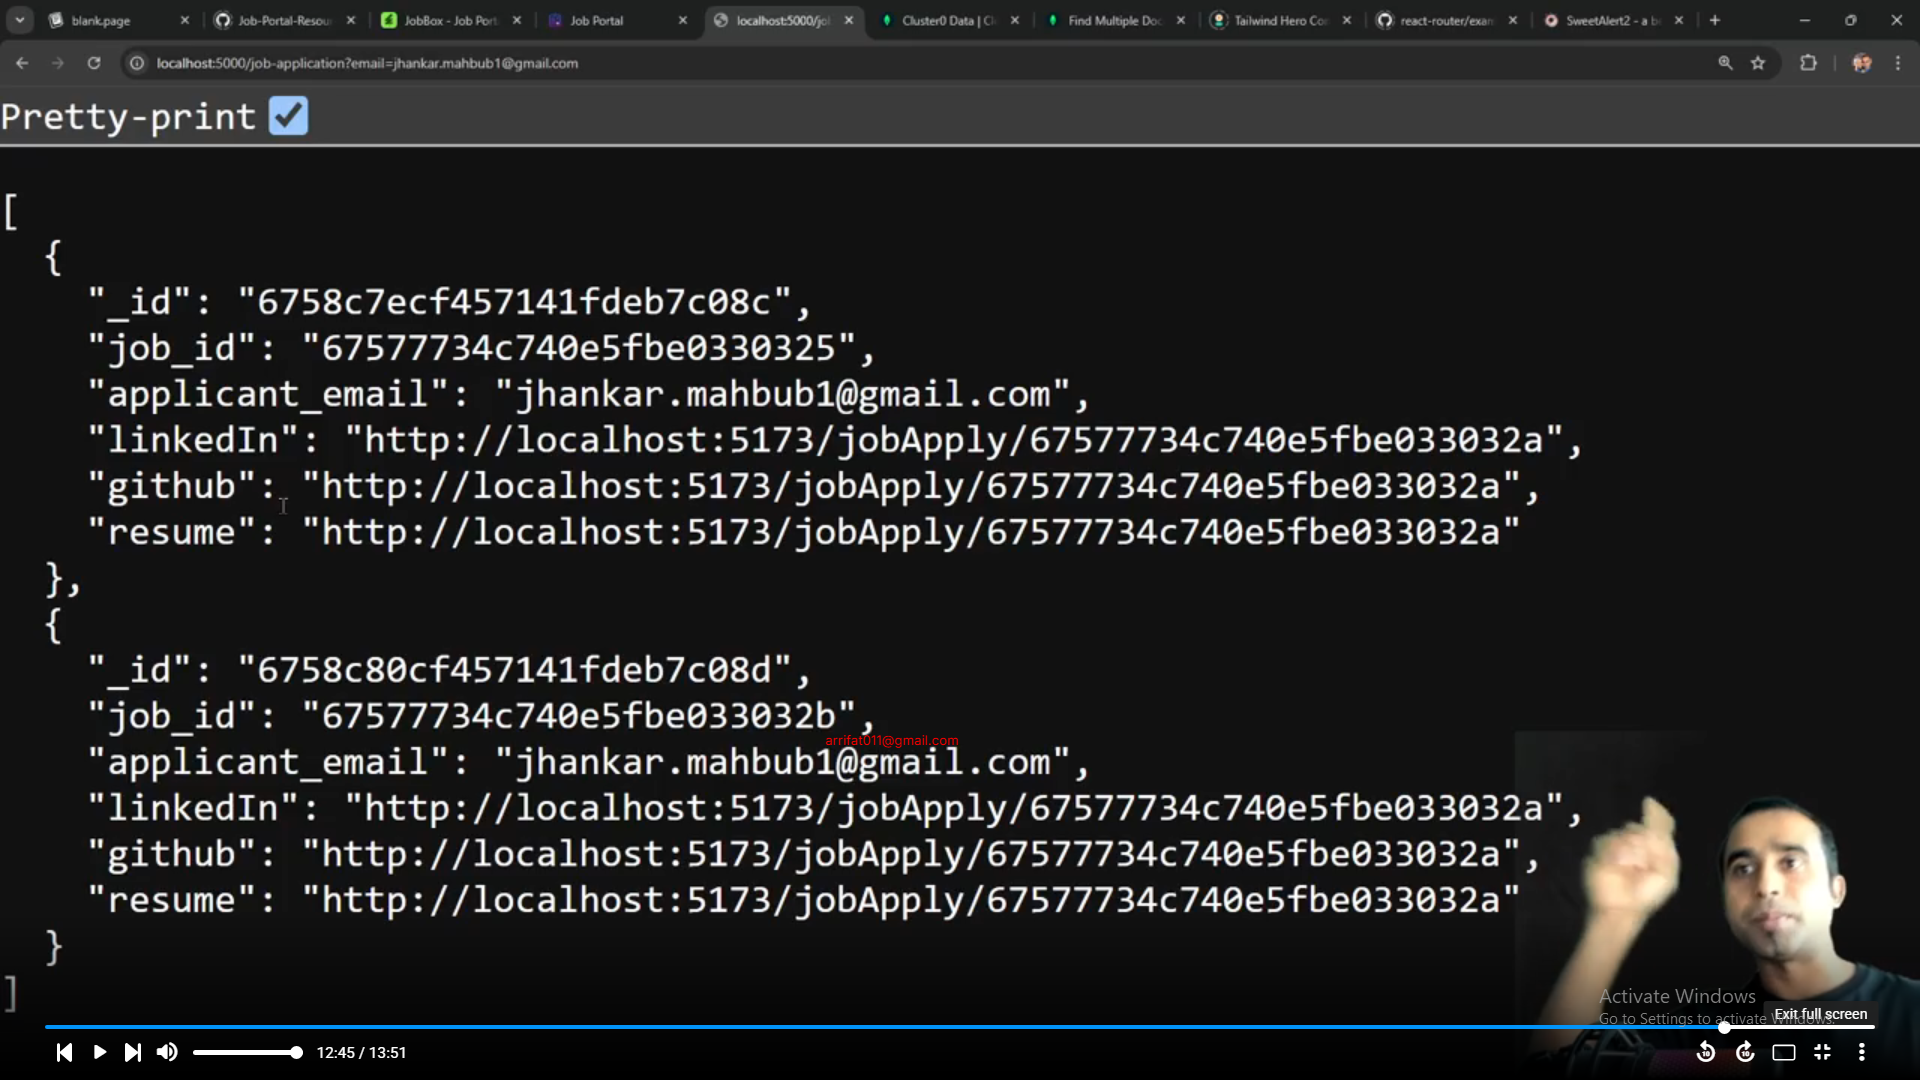 blank.page
Job-Portal-Resou
JobBox - Job Port
Job Portal
localhost:5000/jo
Cluster0 Data | Cl
Find Multiple Doc
Tailwind Hero Co
react-router/exam
SweetAlert2 - a b
localhost:5000/job-application?email=jhankar.mahbub1@gmail.com
Pretty-print
[
{
"_id": "6758c7ecf457141fdeb7c08c",
"job_id": "67577734c740e5fbe0330325",
"applicant_email": "jhankar.mahbub1@gmail.com",
"linkedIn": "http://localhost:5173/jobApply/67577734c740e5fbe033032a",
"github": "http://localhost:5173/jobApply/67577734c740e5fbe033032a",
"resume": "http://localhost:5173/jobApply/67577734c740e5fbe033032a"
},
{
"_id": "6758c80cf457141fdeb7c08d",
"job_id": "67577734c740e5fbe033032b",
arrifat011@gmail.com
"applicant_email": "jhankar.mahbub1@gmail.com",
"linkedIn": "http://localhost:5173/jobApply/67577734c740e5fbe033032a",
"github": "http://localhost:5173/jobApply/67577734c740e5fbe033032a",
"resume": "http://localhost:5173/jobApply/67577734c740e5fbe033032a"
}
]
Activate Windows
Exit full screen
Go to Settings to activate Windows.
12:45 / 13:51
10
10